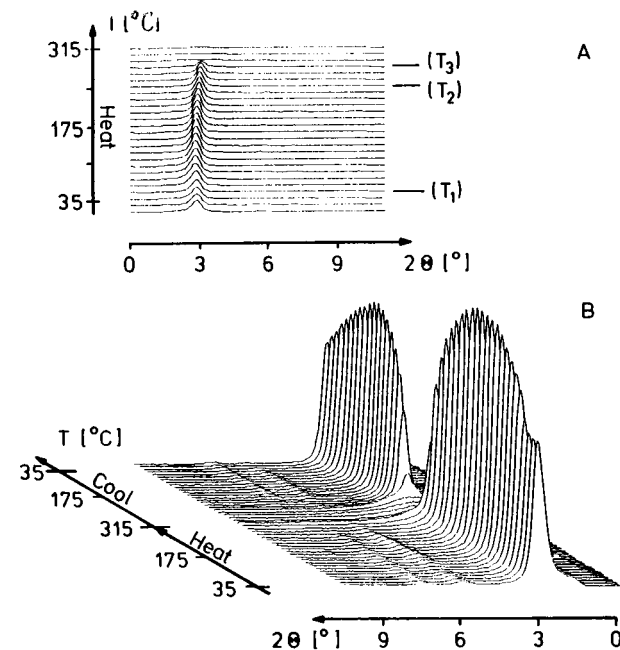 T [°C]
A
315
(T3)
(T2)
Heat
175
(T1)
35
0 3 6 9 2Θ [°]
B
T [°C]
35
Cool
175
315
Heat
175
35
2Θ [°] 9 6 3 0